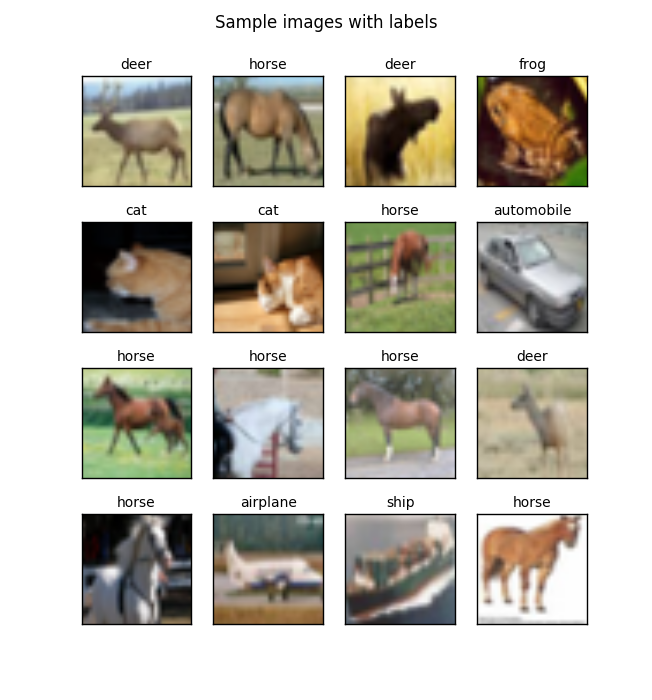 Sample images with labels
deer horse deer frog
cat cat horse automobile
horse horse horse deer
horse airplane ship horse